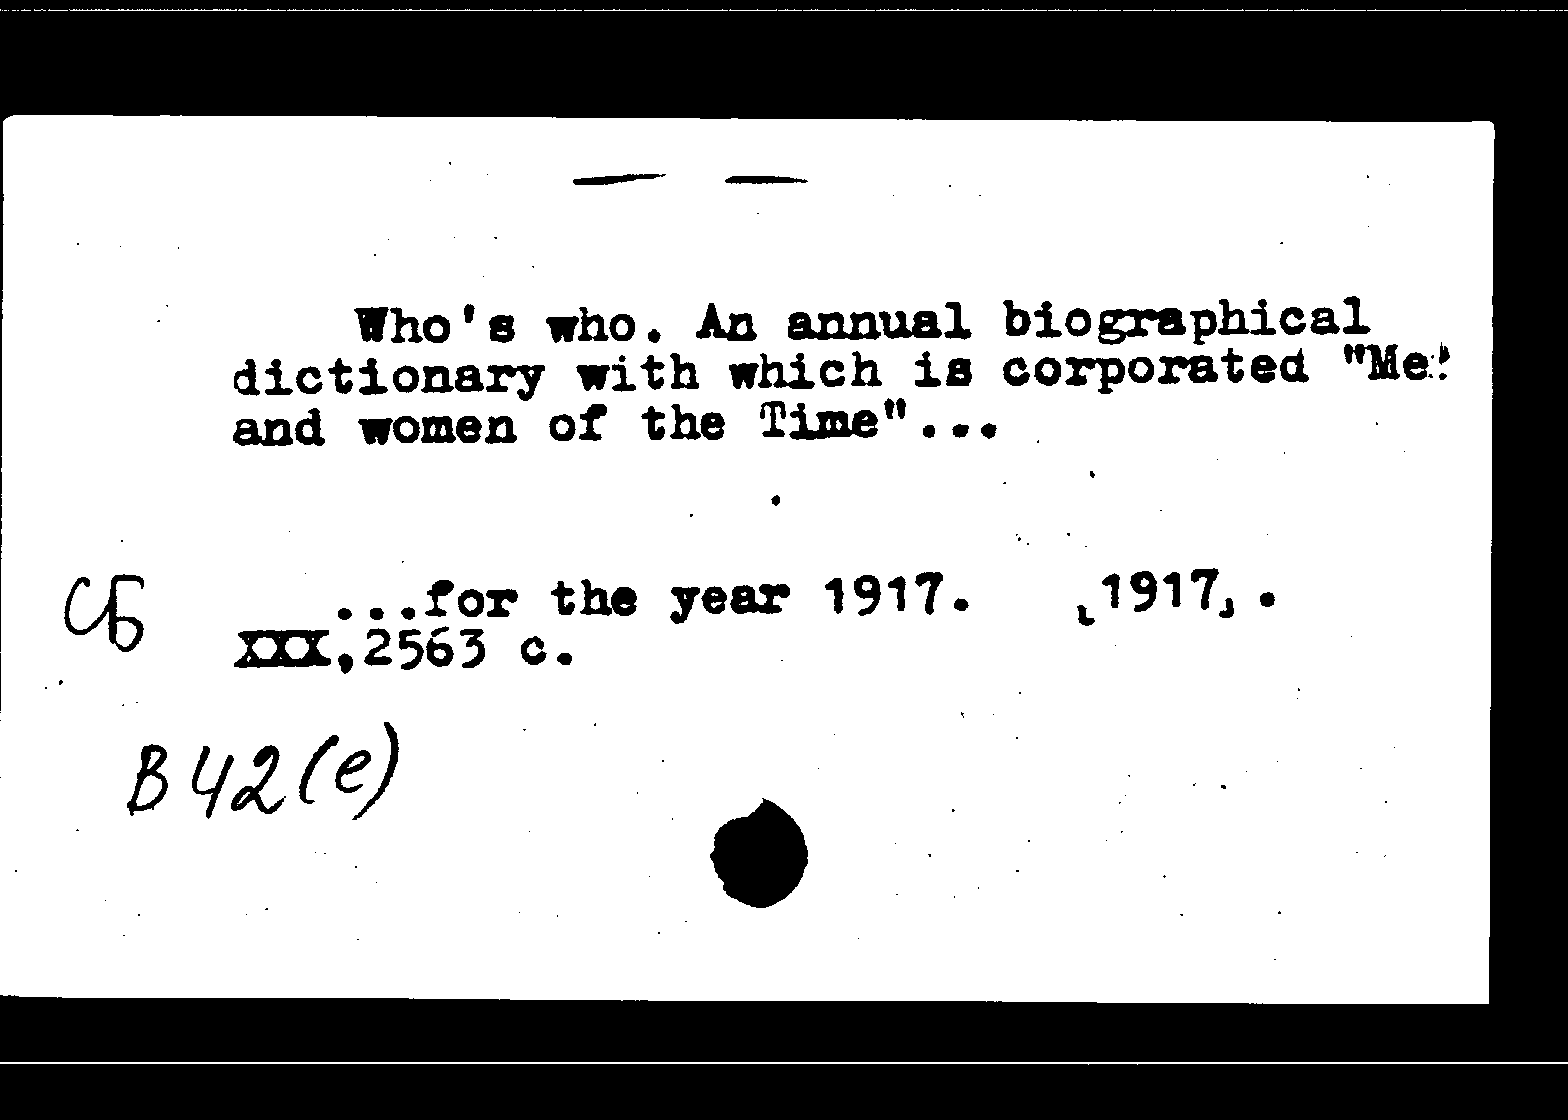 Who's who. An annual biographical
dictionary with which is corporated "Me
and women of the Time"...
СБ ...for the year 1917. [1917].
XXX,2563 c.
B 42(e)